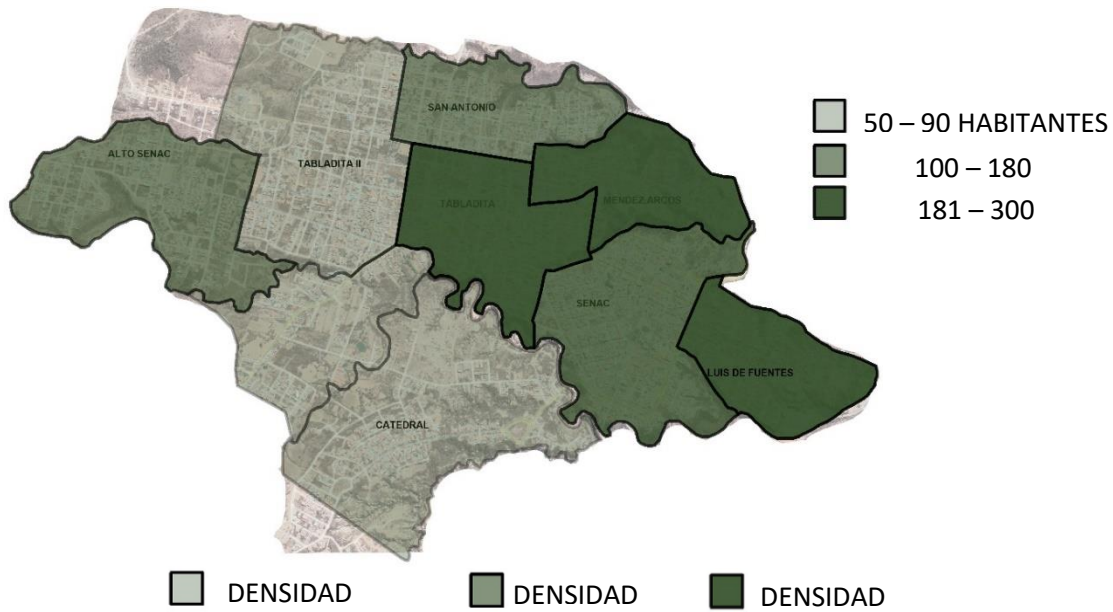 SAN ANTONIO
50 – 90 HABITANTES
ALTO SENAC
TABLADITA II
100 – 180
TABLADITA
MENDEZ ARCOS
181 – 300
SENAC
LUIS DE FUENTES
CATEDRAL
DENSIDAD
DENSIDAD
DENSIDAD